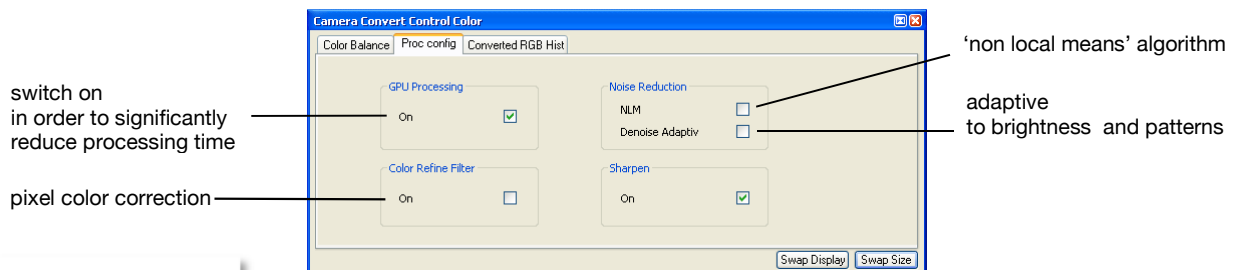 Camera Convert Control Color
Color Balance
Proc config
Converted RGB Hist
switch on
in order to significantly
reduce processing time
GPU Processing
On
Noise Reduction
NLM
Denoise Adaptiv
'non local means' algorithm
adaptive
to brightness and patterns
pixel color correction
Color Refine Filter
On
Sharpen
On
Swap Display
Swap Size